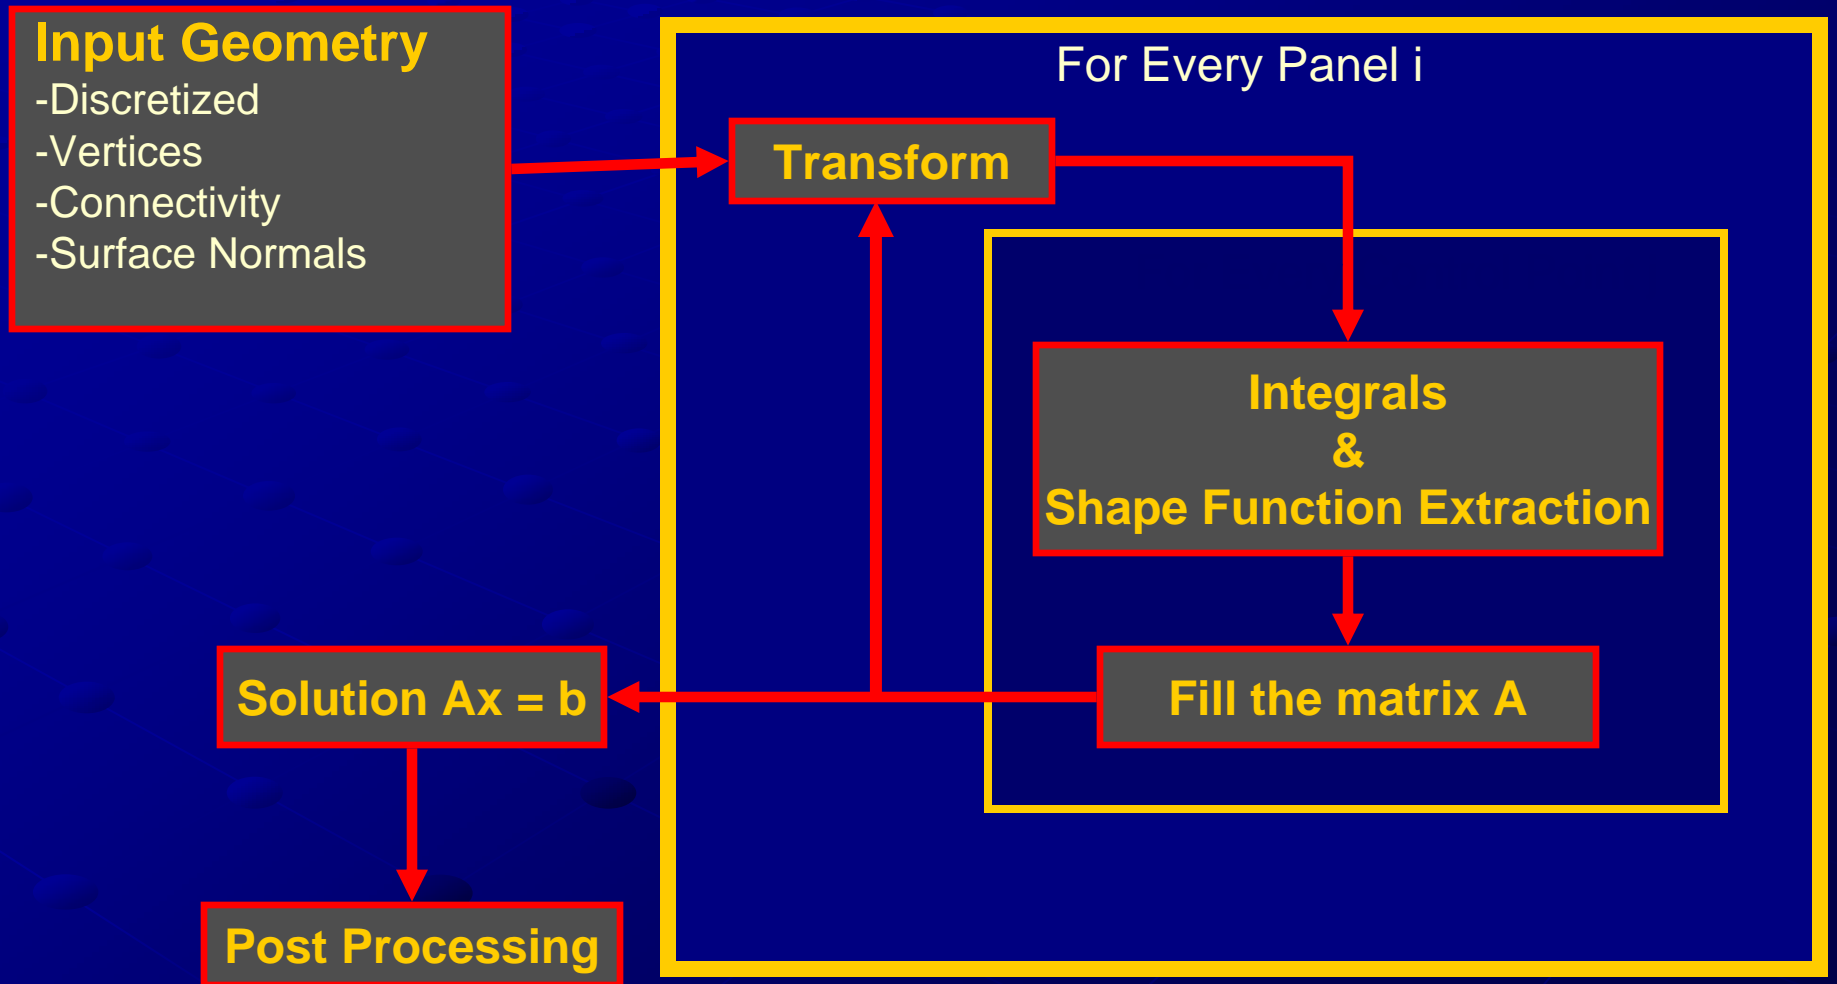 Input Geometry
-Discretized
-Vertices
-Connectivity
-Surface Normals
For Every Panel i
Transform
Integrals
&
Shape Function Extraction
Fill the matrix A
Solution Ax = b
Post Processing